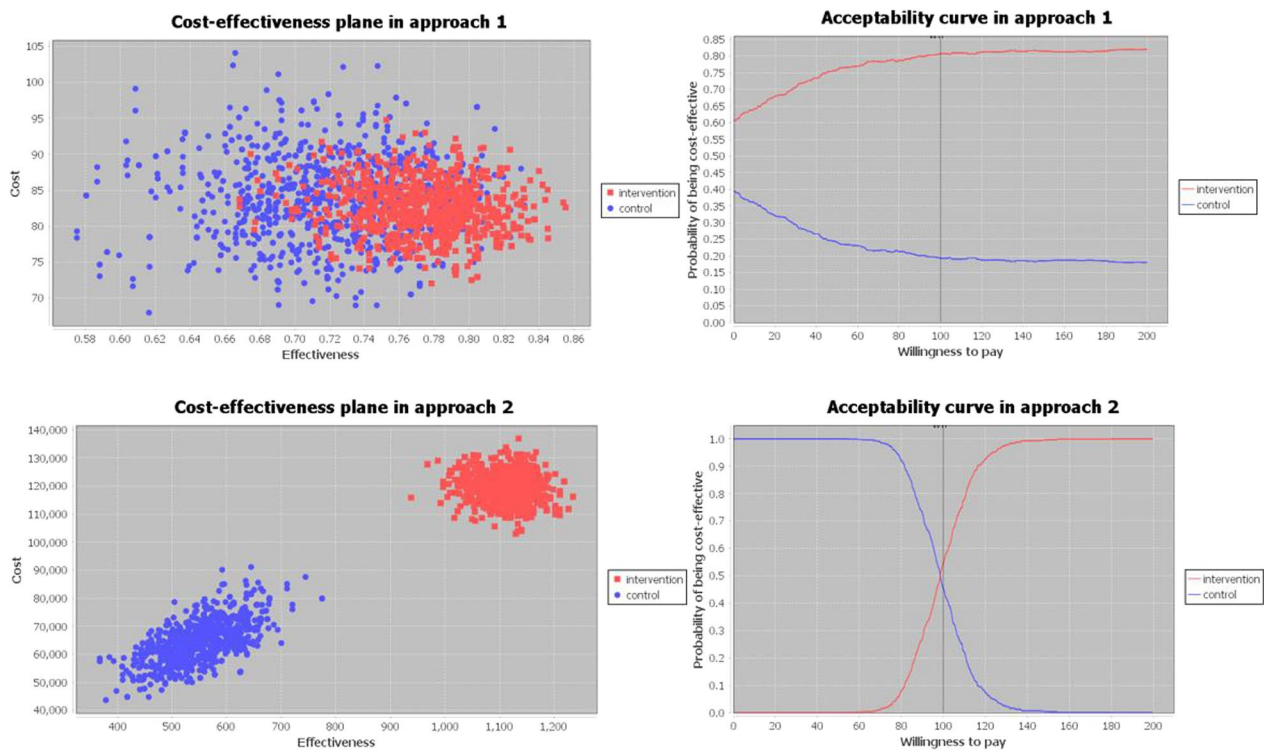 Cost-effectiveness plane in approach 1
105
100
95
90
85
80
75
70
Cost
0.58 0.60 0.62 0.64 0.66 0.68 0.70 0.72 0.74 0.76 0.78 0.80 0.82 0.84 0.86
Effectiveness
intervention
control
Acceptability curve in approach 1
0.85
0.80
0.75
0.70
0.65
0.60
0.55
0.50
0.45
0.40
0.35
0.30
0.25
0.20
0.15
0.10
0.05
0.00
Probability of being cost-effective
0 20 40 60 80 100 120 140 160 180 200
Willingness to pay
intervention
control
Cost-effectiveness plane in approach 2
140,000
130,000
120,000
110,000
100,000
90,000
80,000
70,000
60,000
50,000
40,000
Cost
400 500 600 700 800 900 1,000 1,100 1,200
Effectiveness
intervention
control
Acceptability curve in approach 2
1.0
0.9
0.8
0.7
0.6
0.5
0.4
0.3
0.2
0.1
0.0
Probability of being cost-effective
0 20 40 60 80 100 120 140 160 180 200
Willingness to pay
intervention
control